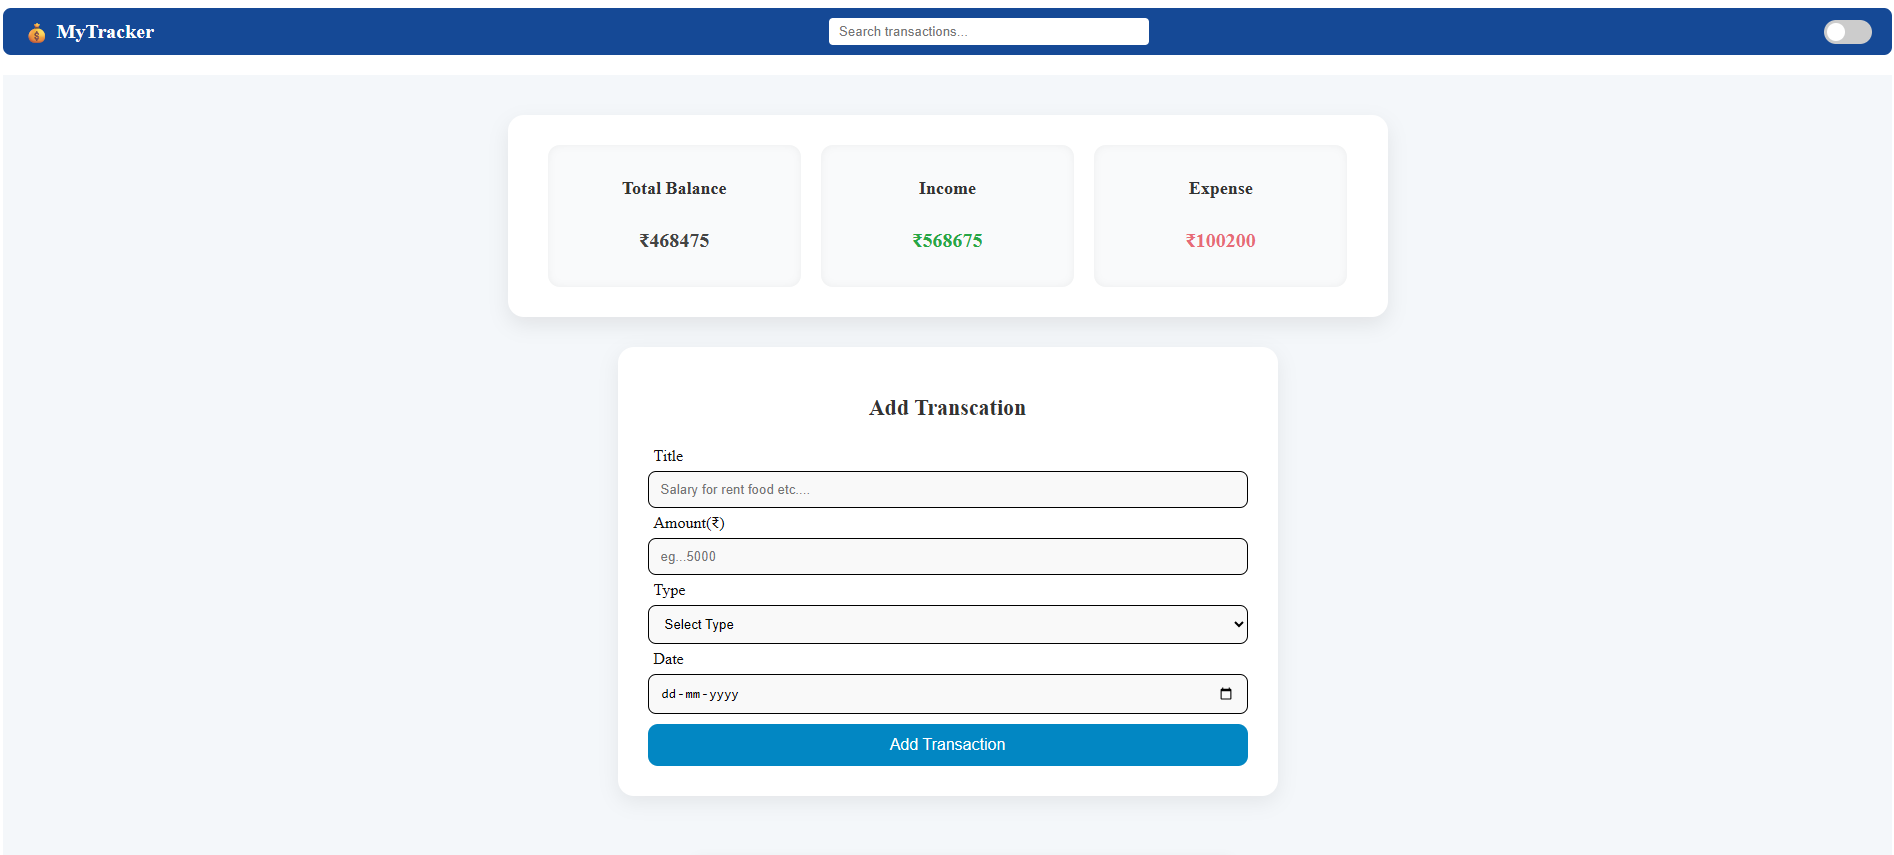 MyTracker
Search transactions...
Total Balance
₹468475
Income
₹568675
Expense
₹100200
Add Transcation
Title
Salary for rent food etc....
Amount(₹)
eg...5000
Type
Select Type
Date
dd-mm-yyyy
Add Transaction